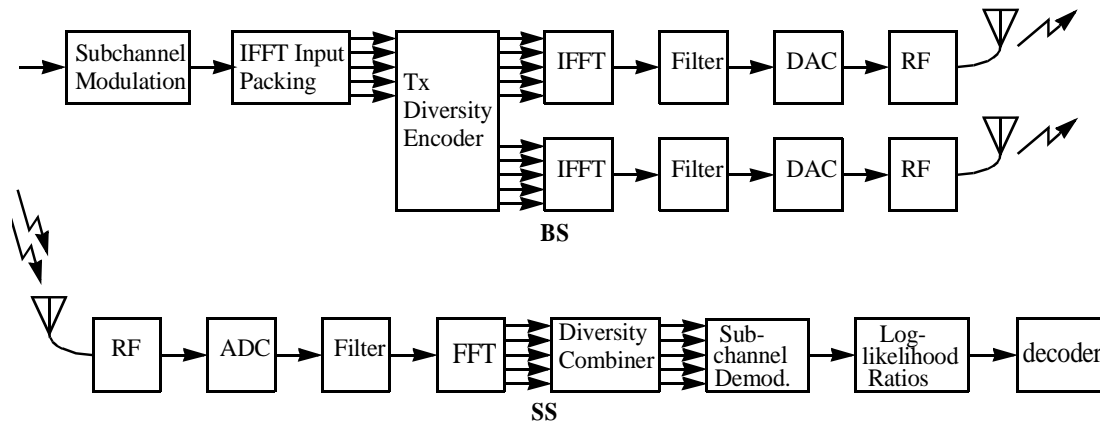 Subchannel
Modulation
IFFT Input
Packing
Tx
Diversity
Encoder
IFFT
Filter
DAC
RF
IFFT
Filter
DAC
RF
BS
RF
ADC
Filter
FFT
Diversity
Combiner
Sub-
channel
Demod.
Log-
likelihood
Ratios
decoder
SS